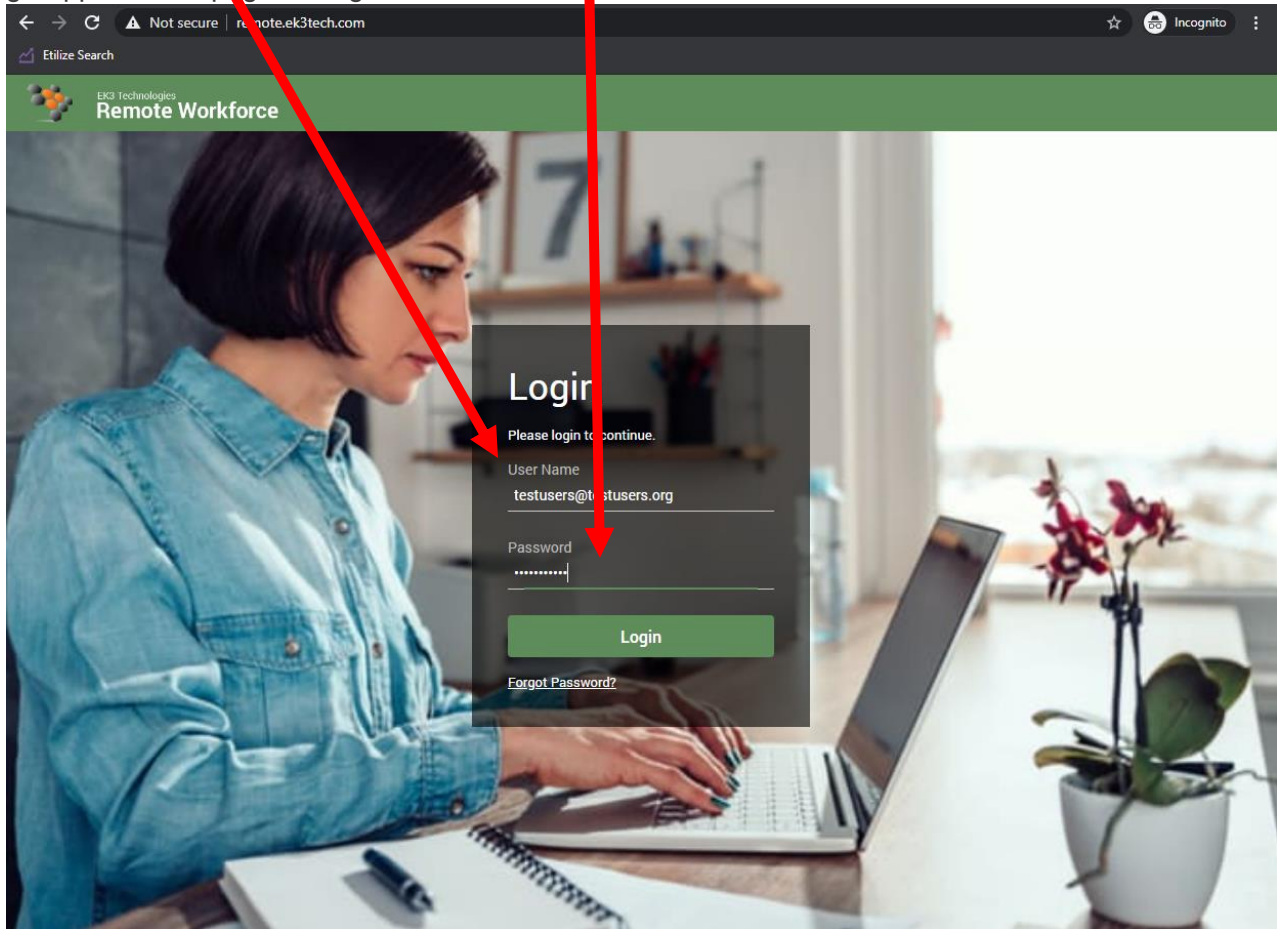 Not secure | remote.ek3tech.com
Incognito
Etilize Search
EK3 Technologies
Remote Workforce
7
Login
Please login to continue.
User Name
testusers@testusers.org
Password
•••••••••••
Login
Forgot Password?